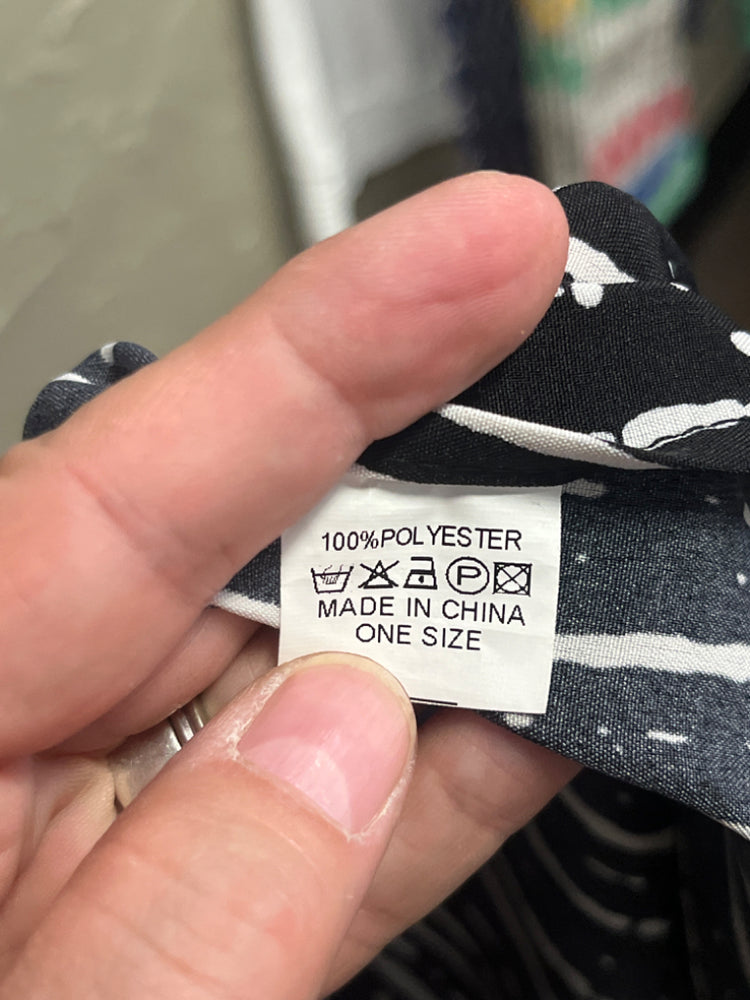 100%POLYESTER
P
MADE IN CHINA
ONE SIZE